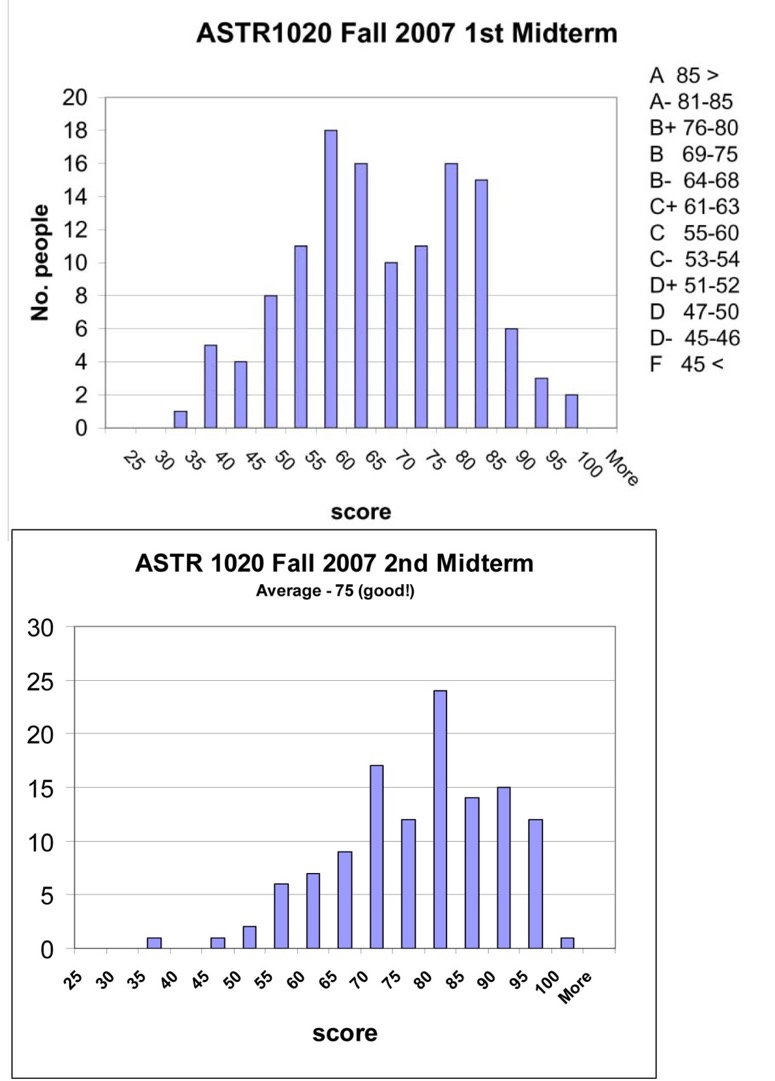 ASTR1020 Fall 2007 1st Midterm
A 85 >
A- 81-85
B+ 76-80
B 69-75
B- 64-68
C+ 61-63
C 55-60
C- 53-54
D+ 51-52
D 47-50
D- 45-46
F 45 <
20
18
16
14
12
10
8
6
4
2
0
No. people
25 30 35 40 45 50 55 60 65 70 75 80 85 90 95 100 More
score
ASTR 1020 Fall 2007 2nd Midterm
Average - 75 (good!)
30
25
20
15
10
5
0
25 30 35 40 45 50 55 60 65 70 75 80 85 90 95 100 More
score